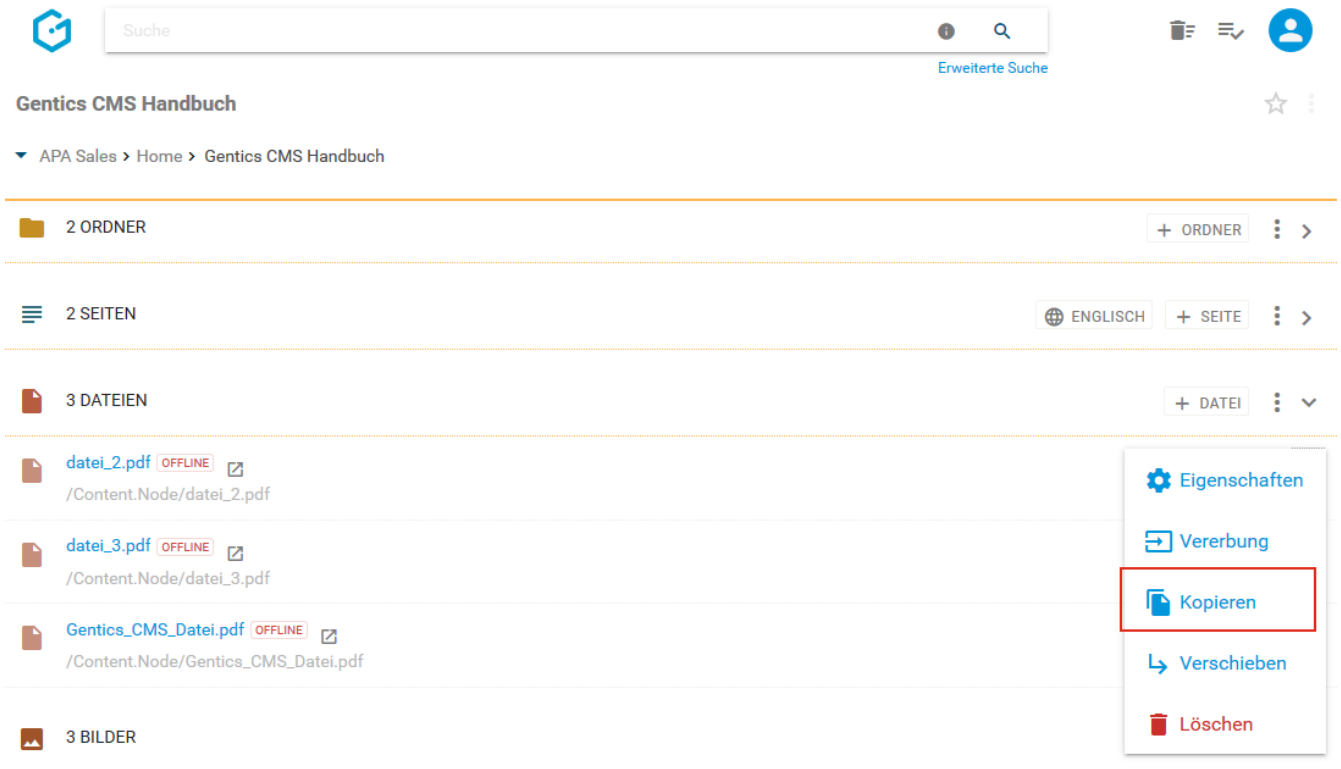 Suche
Erweiterte Suche
Gentics CMS Handbuch
APA Sales > Home > Gentics CMS Handbuch
2 ORDNER + ORDNER
2 SEITEN ENGLISCH + SEITE
3 DATEIEN + DATEI
datei_2.pdf OFFLINE
/Content.Node/datei_2.pdf
datei_3.pdf OFFLINE
/Content.Node/datei_3.pdf
Gentics_CMS_Datei.pdf OFFLINE
/Content.Node/Gentics_CMS_Datei.pdf
Eigenschaften
Vererbung
Kopieren
Verschieben
Löschen
3 BILDER